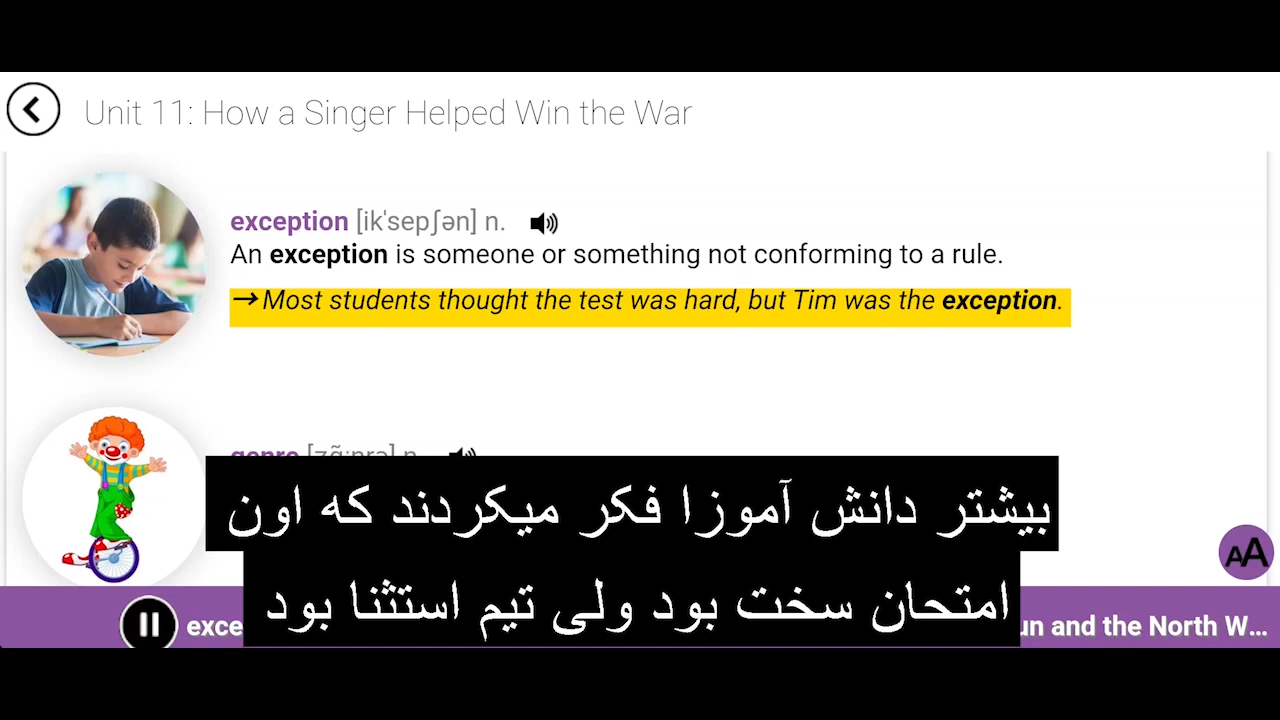 Unit 11: How a Singer Helped Win the War
exception [ik'sepʃən] n.
An exception is someone or something not conforming to a rule.
→ Most students thought the test was hard, but Tim was the exception.
بیشتر دانش آموزا فکر میکردند که اون
امتحان سخت بود ولی تیم استثنا بود
and the North W...
AA